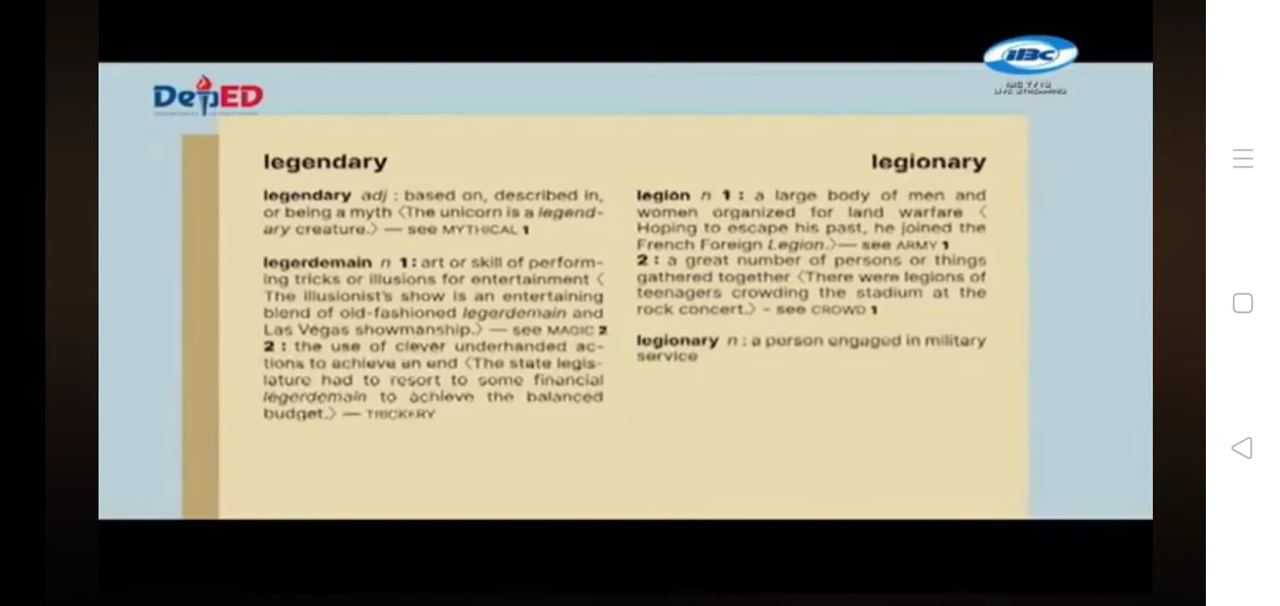 iBC
IBC TV 13
LIVE STREAMING
DepED
legendary
legionary
legendary adj : based on, described in,
or being a myth ⟨The unicorn is a legend-
ary creature.⟩ — see MYTHICAL 1
legerdemain n 1 : art or skill of perform-
ing tricks or illusions for entertainment ⟨
The illusionist's show is an entertaining
blend of old-fashioned legerdemain and
Las Vegas showmanship.⟩ — see MAGIC 2
2 : the use of clever underhanded ac-
tions to achieve an end ⟨The state legis-
lature had to resort to some financial
legerdemain to achieve the balanced
budget.⟩ — TRICKERY
legion n 1 : a large body of men and
women organized for land warfare ⟨
Hoping to escape his past, he joined the
French Foreign Legion.⟩— see ARMY 1
2 : a great number of persons or things
gathered together ⟨There were legions of
teenagers crowding the stadium at the
rock concert.⟩ - see CROWD 1
legionary n : a person engaged in military
service